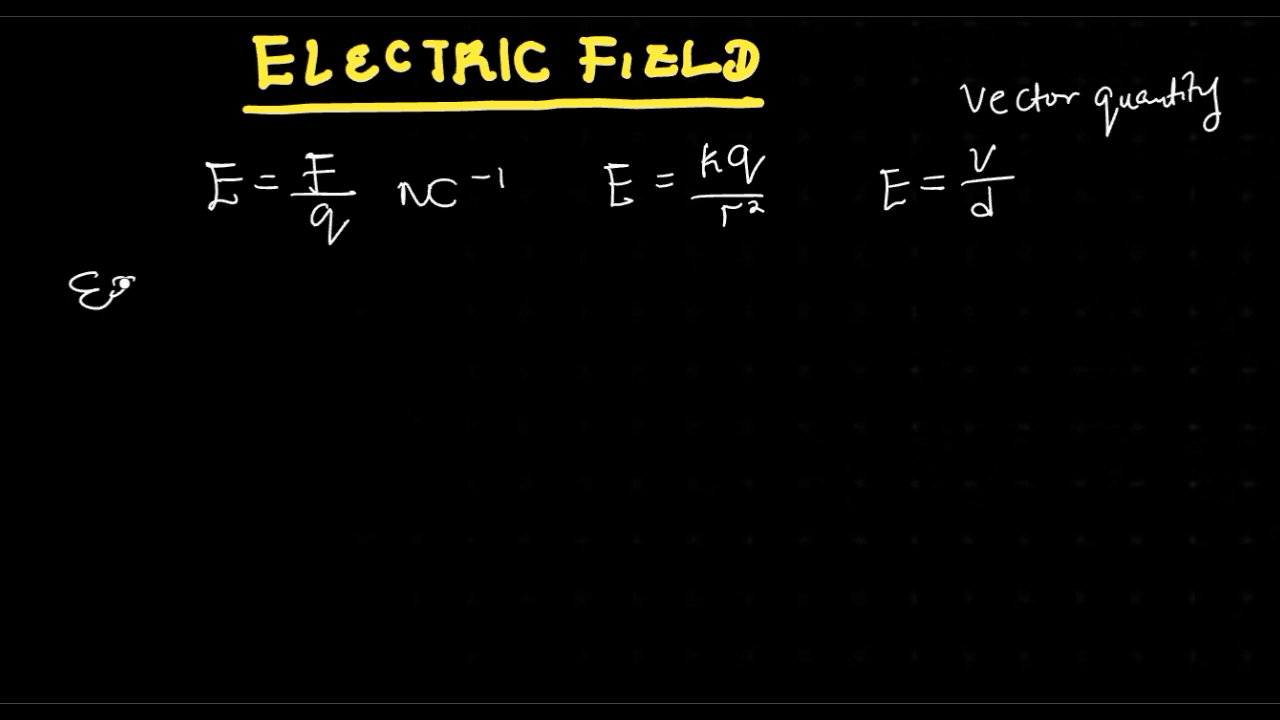 ELECTRIC FIELD
Vector quantity
E = F/q NC⁻¹ E = kq/r² E = V/d